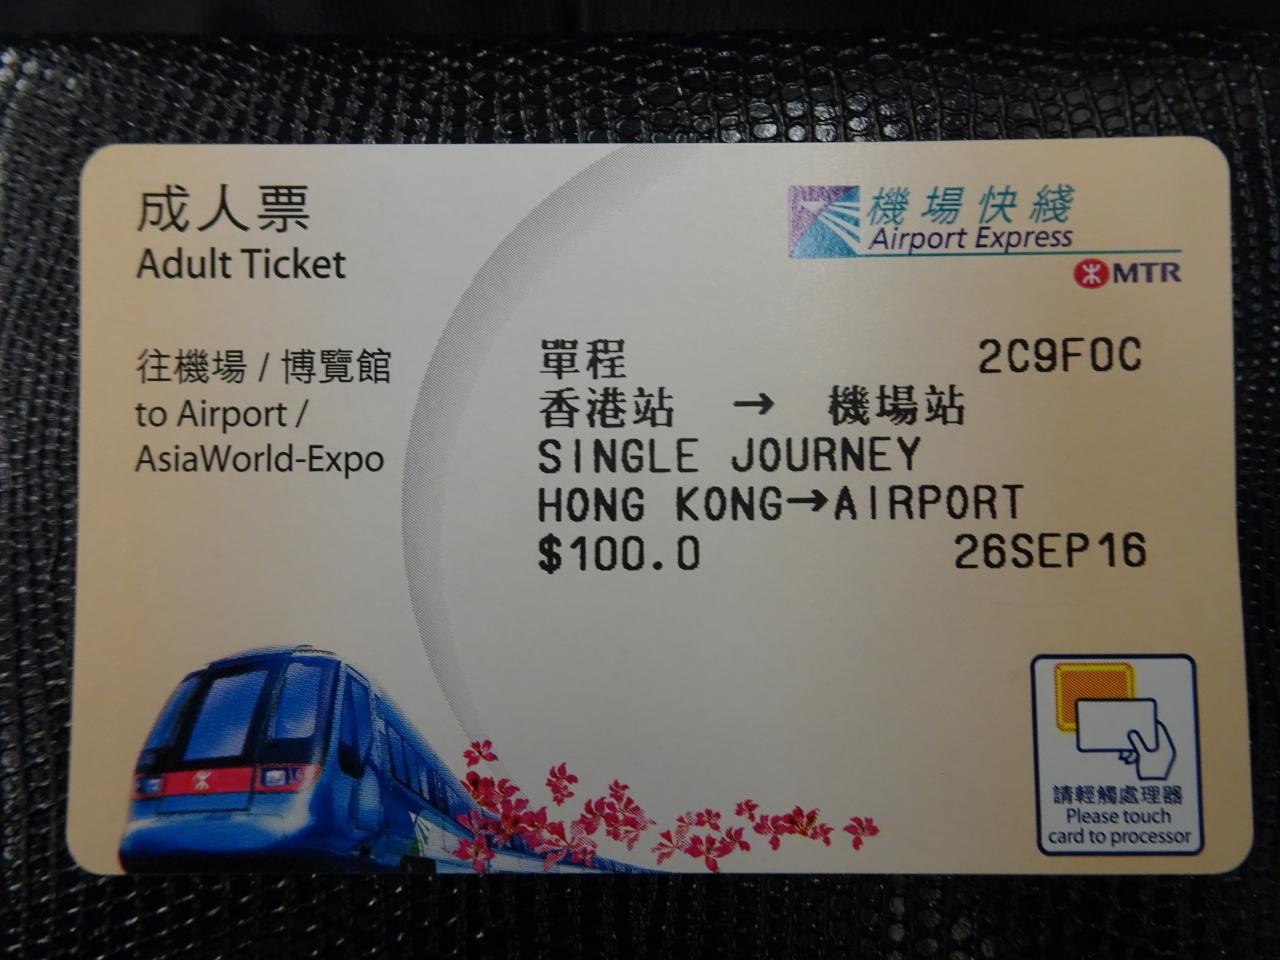 成人票
Adult Ticket
機場快綫
Airport Express
MTR
往機場 / 博覽館
to Airport /
AsiaWorld-Expo
單程 2C9F0C
香港站 → 機場站
SINGLE JOURNEY
HONG KONG→AIRPORT
$100.0 26SEP16
請輕觸處理器
Please touch
card to processor